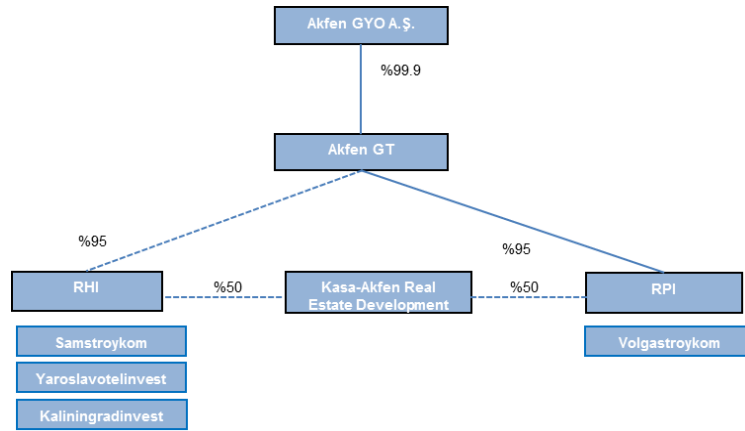 Akfen GYO A.Ş.
%99.9
Akfen GT
%95
%95
RHI
%50
Kasa-Akfen Real
Estate Development
%50
RPI
Samstroykom
Volgastroykom
Yaroslavotelinvest
Kaliningradinvest